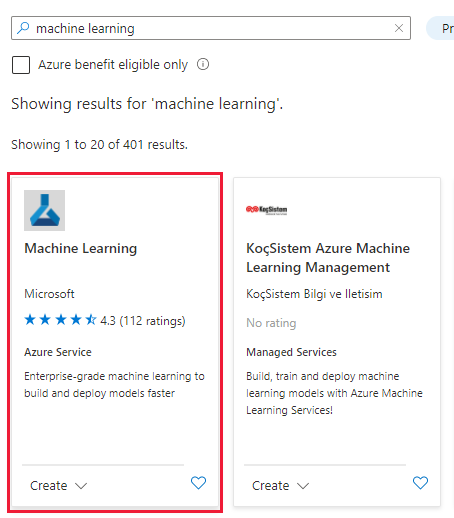 machine learning
Pr
Azure benefit eligible only
Showing results for 'machine learning'.
Showing 1 to 20 of 401 results.
Machine Learning
Microsoft
4.3 (112 ratings)
Azure Service
Enterprise-grade machine learning to
build and deploy models faster
Create
KoçSistem
KoçSistem Azure Machine
Learning Management
KoçSistem Bilgi ve Iletisim
No rating
Managed Services
Build, train and deploy machine
learning models with Azure Machine
Learning Services!
Create